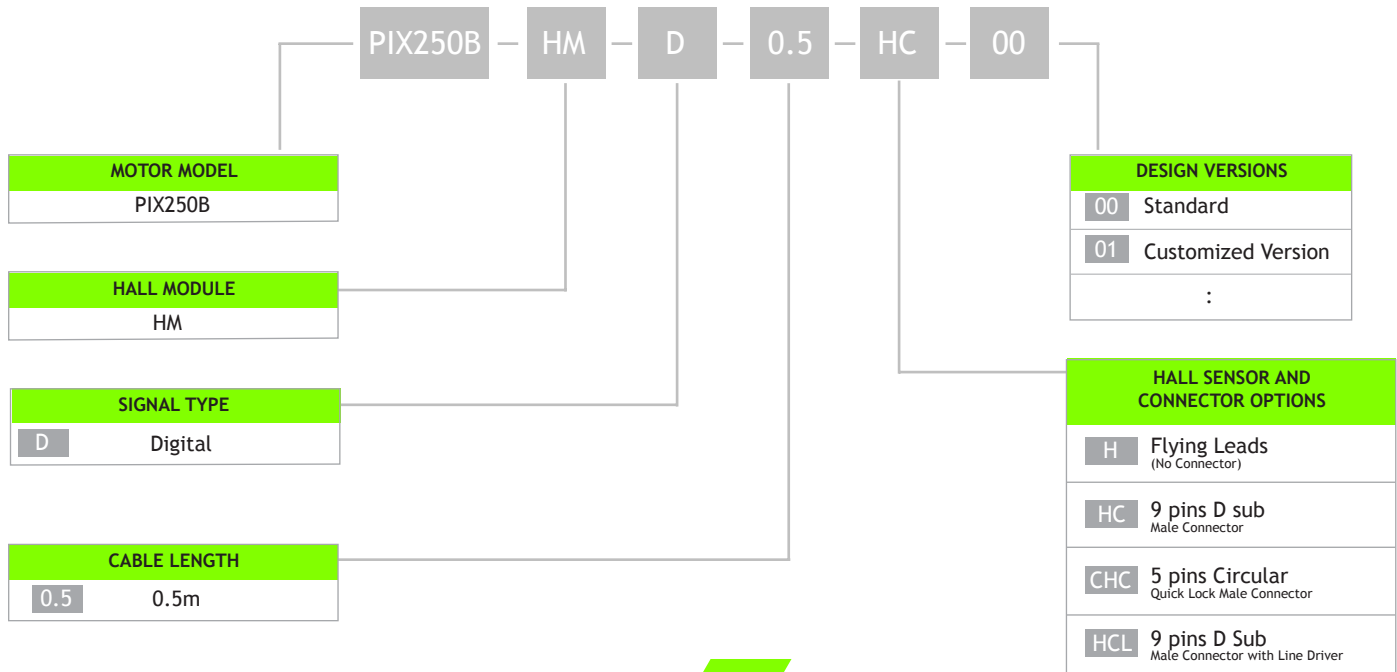 PIX250B - HM - D - 0.5 - HC - 00
MOTOR MODEL
PIX250B
HALL MODULE
HM
SIGNAL TYPE
D Digital
CABLE LENGTH
0.5 0.5m
DESIGN VERSIONS
00 Standard
01 Customized Version
:
HALL SENSOR AND
CONNECTOR OPTIONS
H Flying Leads
(No Connector)
HC 9 pins D sub
Male Connector
CHC 5 pins Circular
Quick Lock Male Connector
HCL 9 pins D Sub
Male Connector with Line Driver